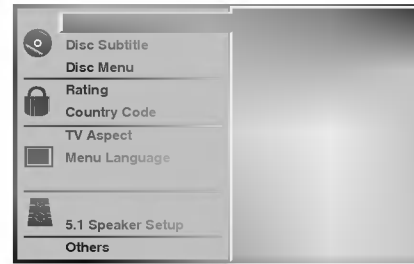 Disc Subtitle
Disc Menu
Rating
Country Code
TV Aspect
Menu Language
5.1 Speaker Setup
Others